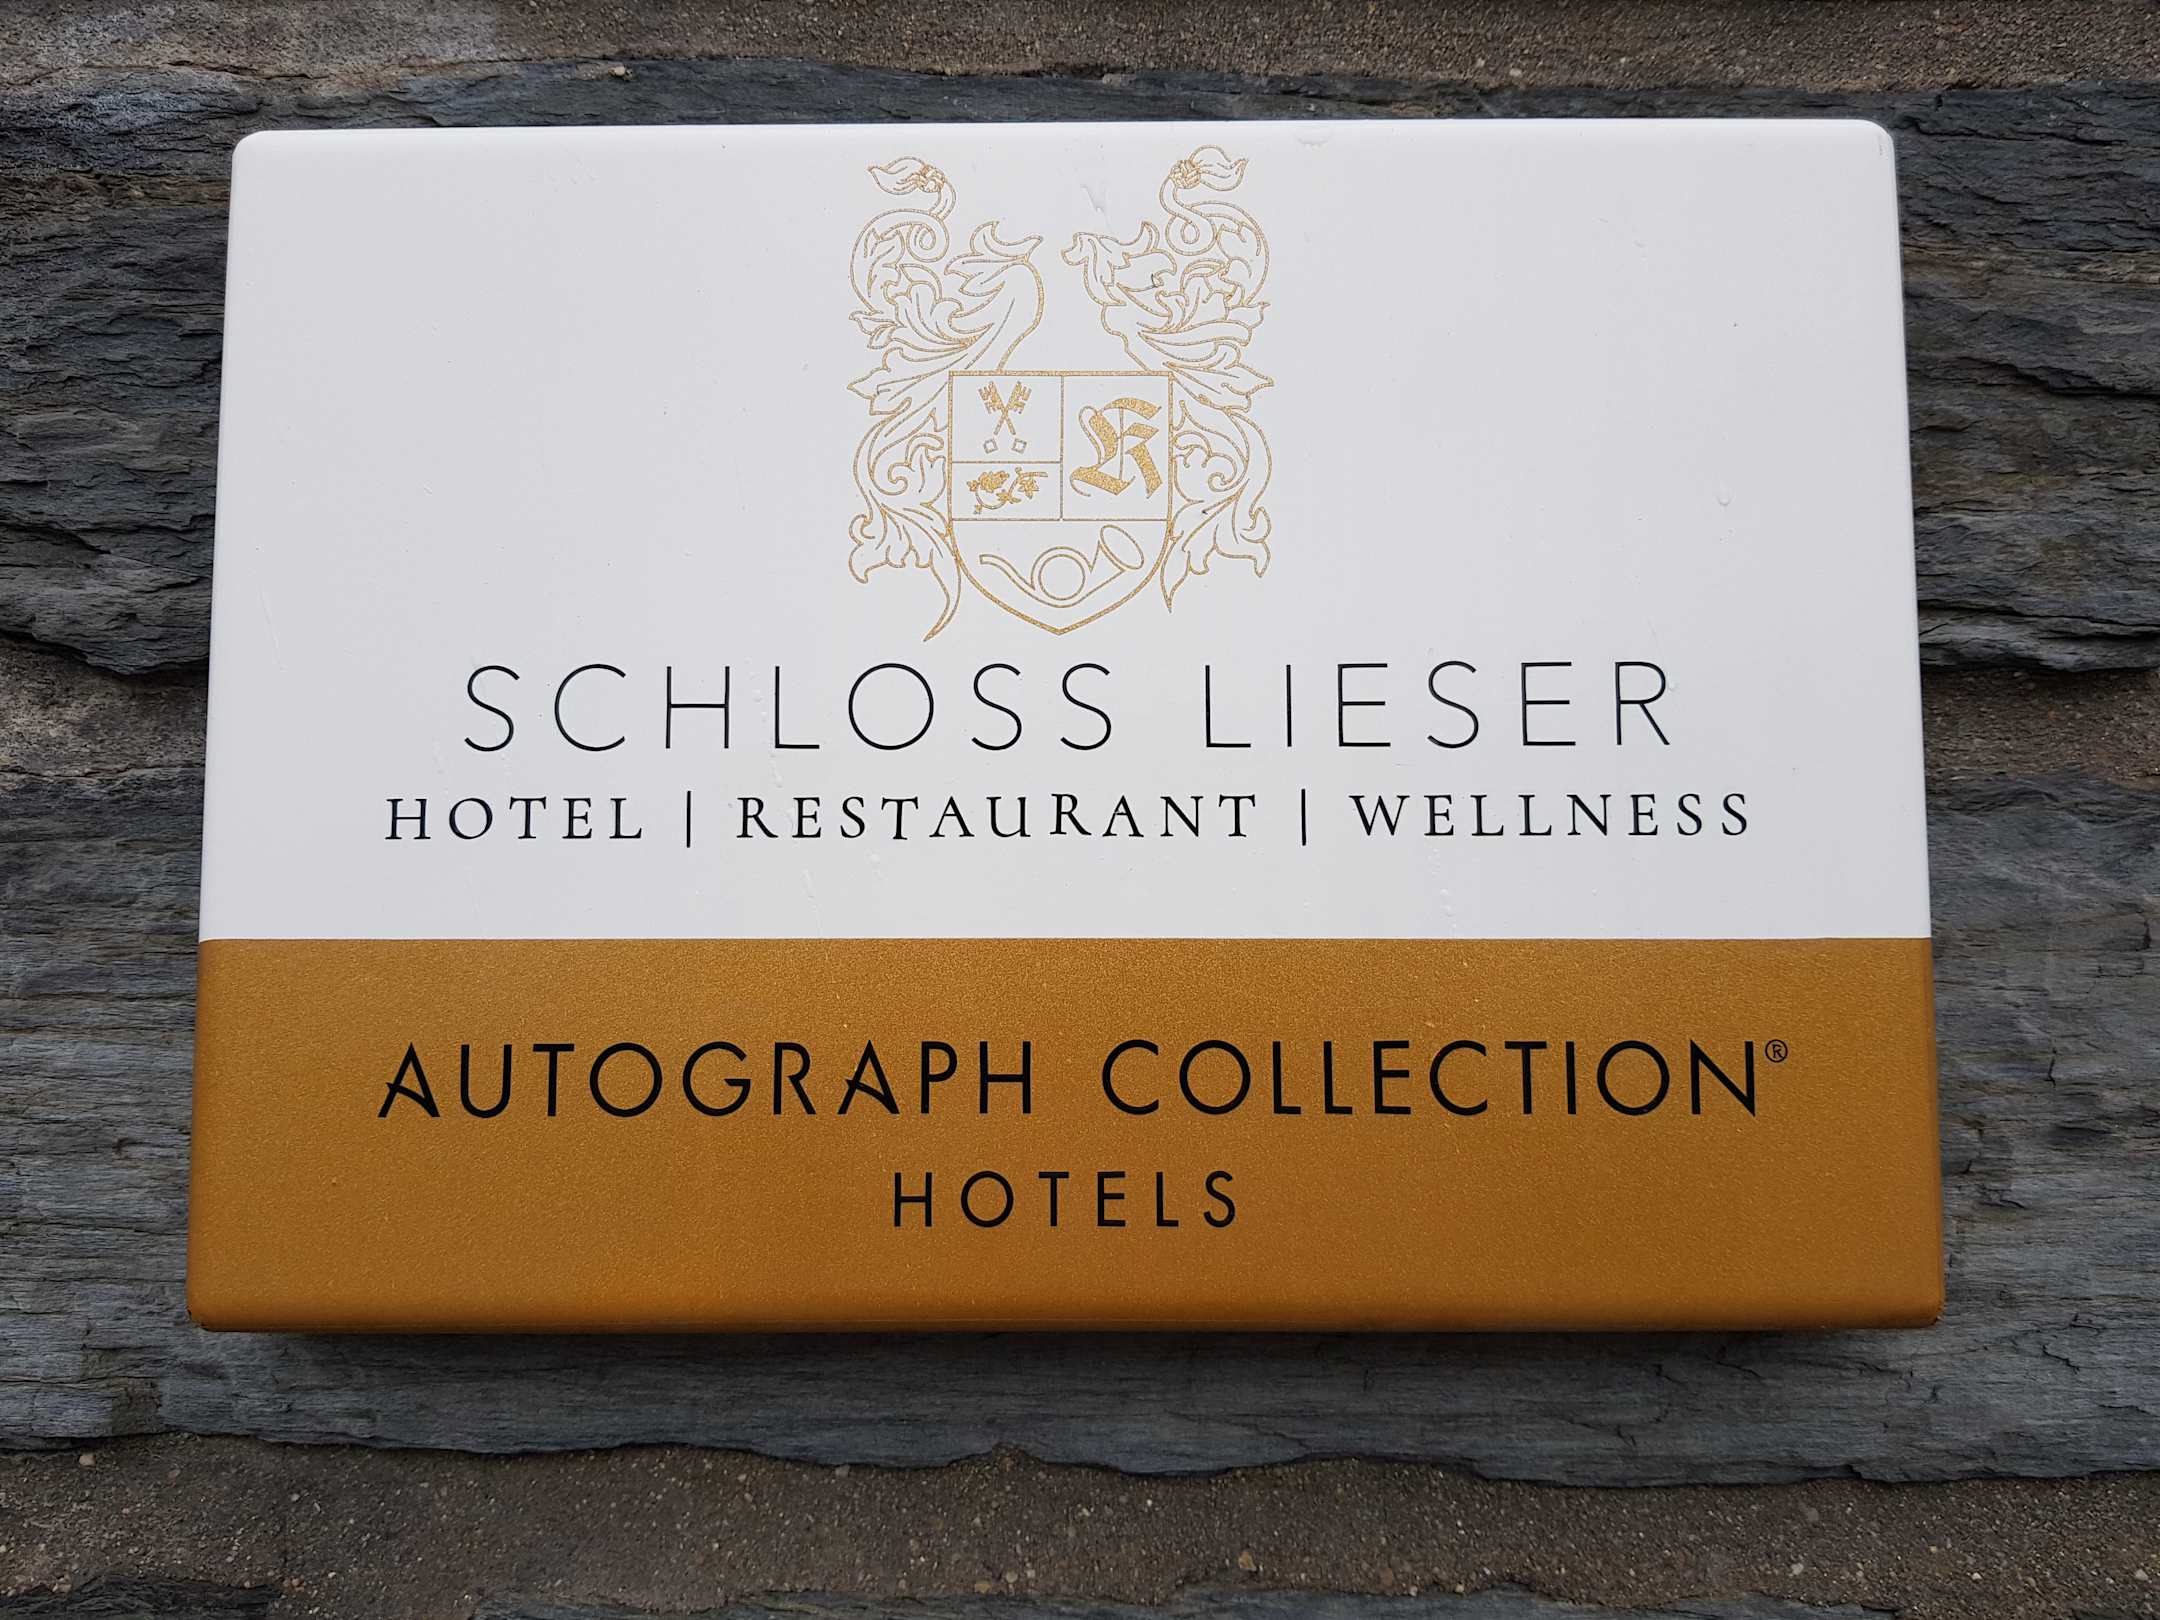 K
SCHLOSS LIESER
HOTEL | RESTAURANT | WELLNESS
AUTOGRAPH COLLECTION®
HOTELS